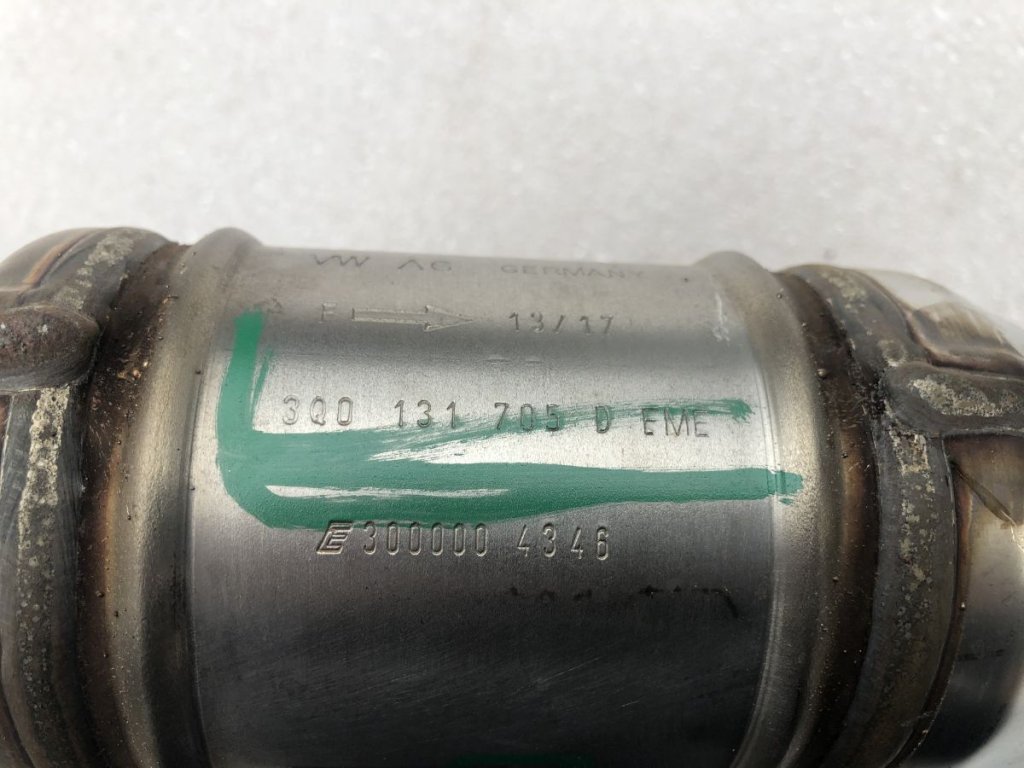 VW AG GERMANY
F 13/17
3Q0 131 705 D EME
E 300000 4346